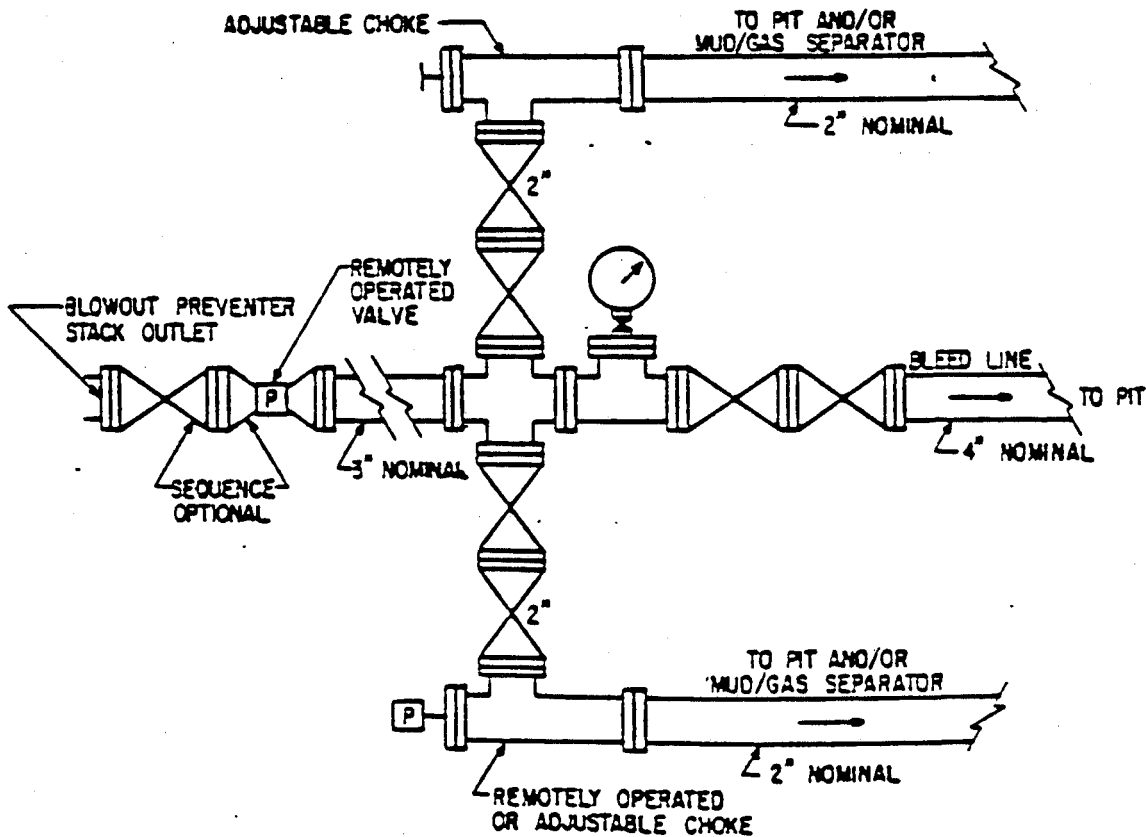 ADJUSTABLE CHOKE
TO PIT AND/OR
MUD/GAS SEPARATOR
2" NOMINAL
2"
REMOTELY
OPERATED
VALVE
BLOWOUT PREVENTER
STACK OUTLET
P
BLEED LINE
TO PIT
3" NOMINAL
4" NOMINAL
SEQUENCE
OPTIONAL
2"
TO PIT AND/OR
MUD/GAS SEPARATOR
P
2" NOMINAL
REMOTELY OPERATED
OR ADJUSTABLE CHOKE